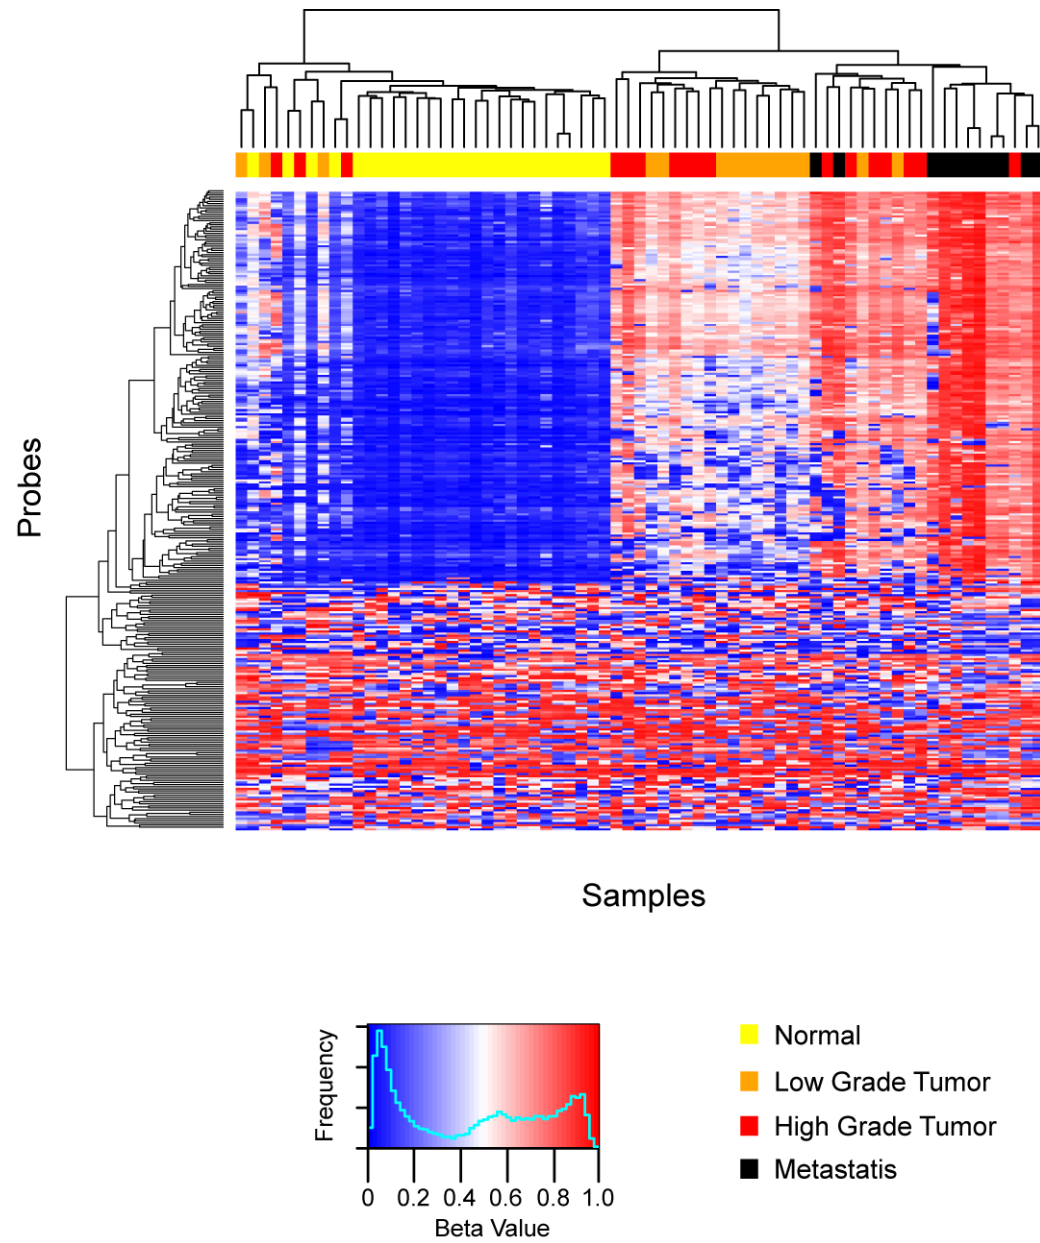 Probes
Samples
Frequency
0 0.2 0.4 0.6 0.8 1.0
Beta Value
Normal
Low Grade Tumor
High Grade Tumor
Metastatis